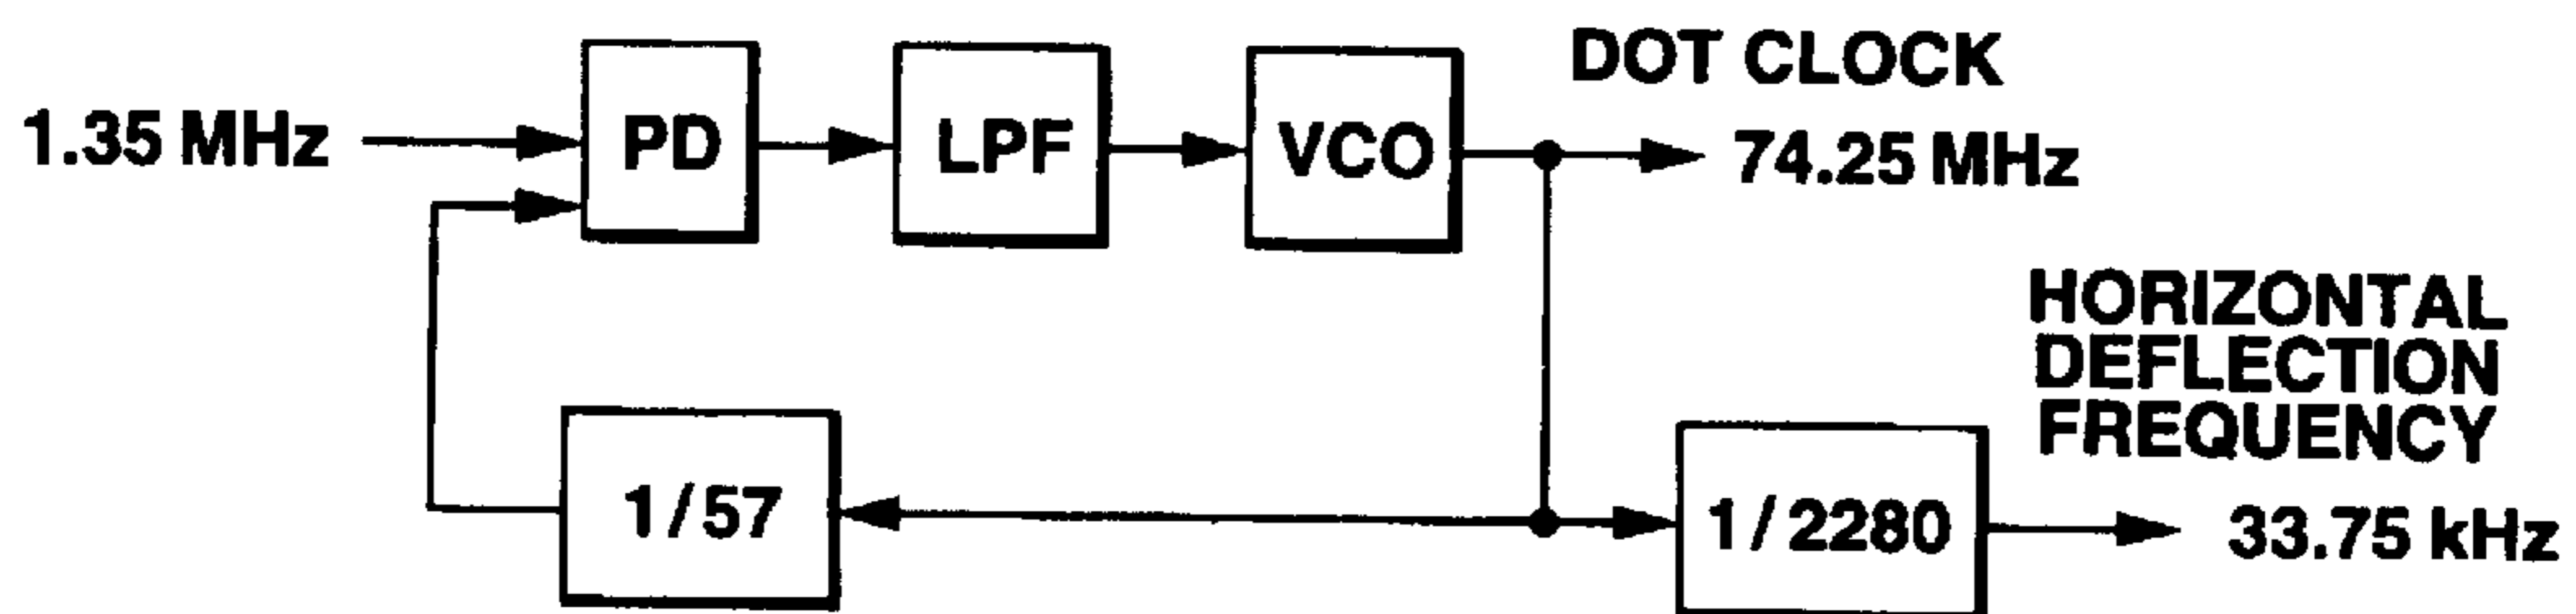 DOT CLOCK
1.35 MHz
PD
LPF
VCO
74.25 MHz
HORIZONTAL
DEFLECTION
FREQUENCY
1/57
1/2280
33.75 kHz